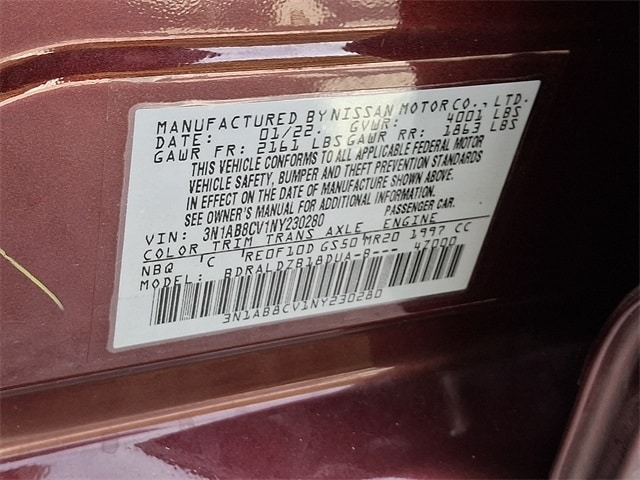 MANUFACTURED BY NISSAN MOTOR CO., LTD.
DATE: 01/22. GVWR: 4001 LBS
GAWR FR: 2161 LBS GAWR RR: 1863 LBS
THIS VEHICLE CONFORMS TO ALL APPLICABLE FEDERAL MOTOR
VEHICLE SAFETY, BUMPER AND THEFT PREVENTION STANDARDS
IN EFFECT ON THE DATE OF MANUFACTURE SHOWN ABOVE.
SEE OWNER'S MANUAL FOR ADDITIONAL INFORMATION.
VIN: 3N1AB8CV1NY230280 PASSENGER CAR.
COLOR TRIM TRANS AXLE ENGINE
NBQ 'C RE0F10D GS50 MR20 1997 CC
MODEL: BDRALDZB18DUA-B--- 47000
3N1AB8CV1NY230280